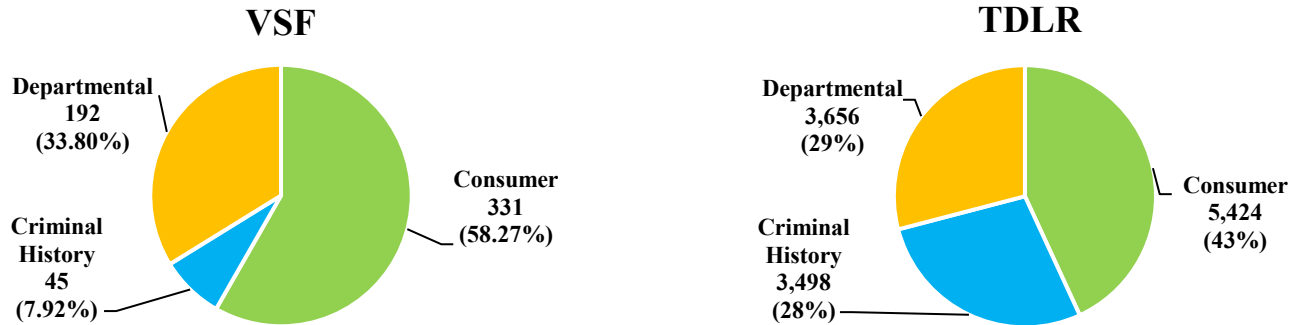 VSF
Departmental
192
(33.80%)
Consumer
331
(58.27%)
Criminal
History
45
(7.92%)
TDLR
Departmental
3,656
(29%)
Consumer
5,424
(43%)
Criminal
History
3,498
(28%)